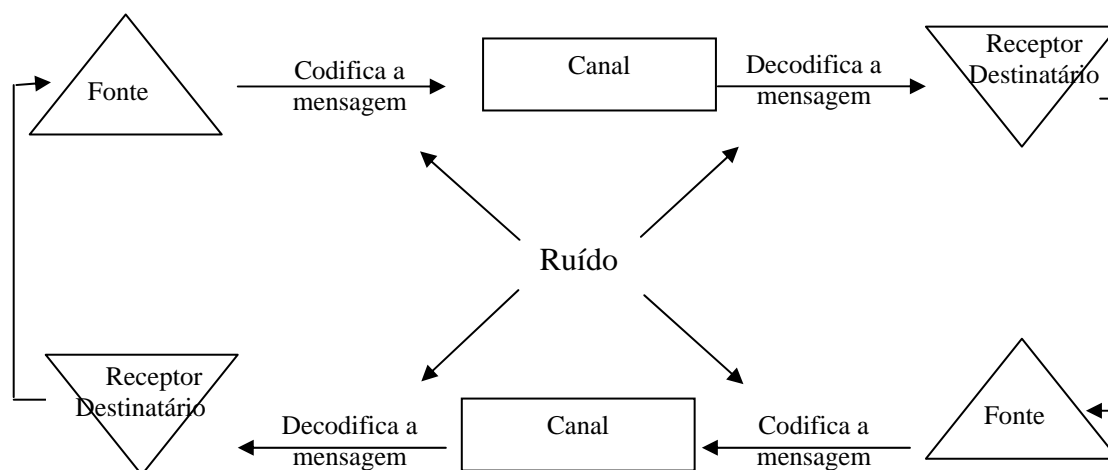 Fonte
Codifica a
mensagem
Canal
Decodifica a
mensagem
Receptor
Destinatário
Ruído
Receptor
Destinatário
Decodifica a
mensagem
Canal
Codifica a
mensagem
Fonte